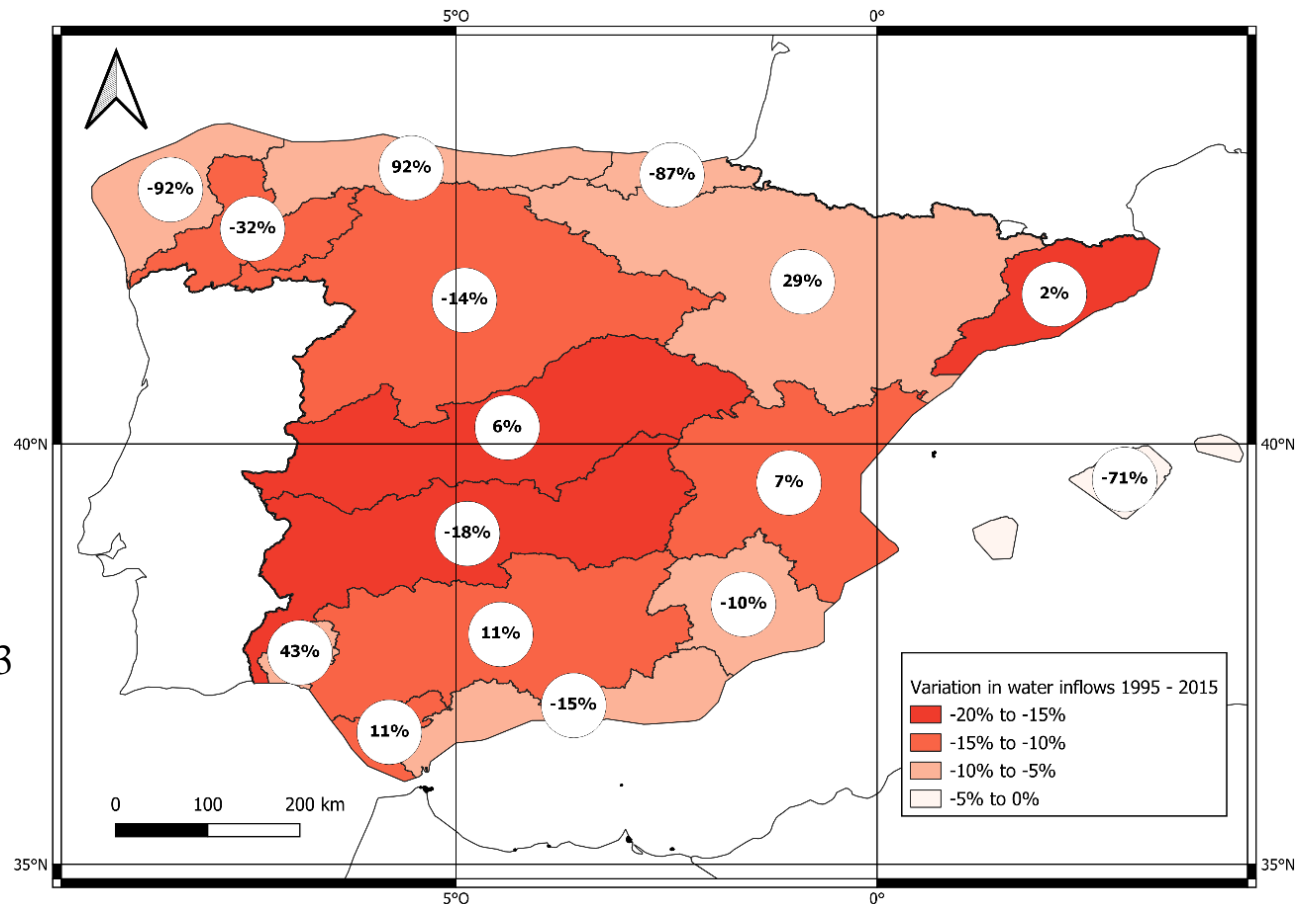 5°O 0°
92%
-92% -87%
-32%
29%
2%
-14%
6%
40°N 40°N
-71%
7%
-18%
-10%
11%
3
43%
Variation in water inflows 1995 - 2015
-15%
-20% to -15%
11%
-15% to -10%
-10% to -5%
0 100 200 km
-5% to 0%
35°N 35°N
5°O 0°